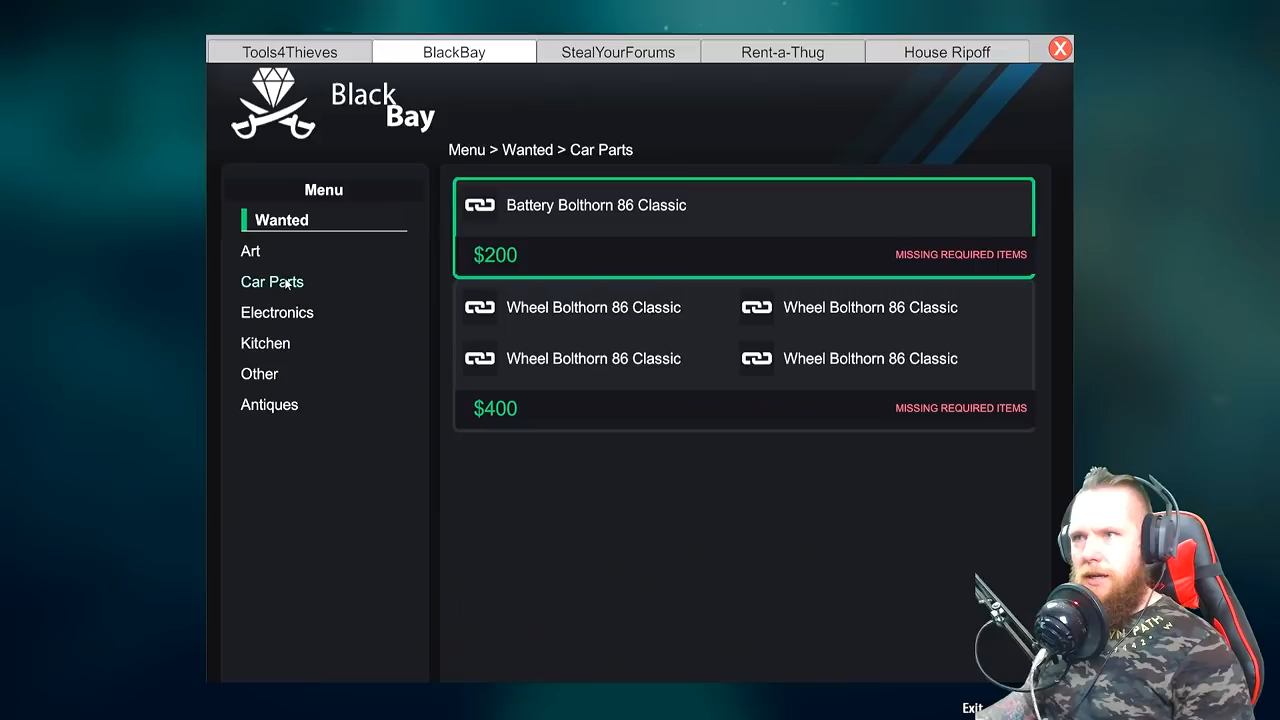 Tools4Thieves BlackBay StealYourForums Rent-a-Thug House Ripoff X
Black
Bay
Menu > Wanted > Car Parts
Menu
Wanted
Art
Car Parts
Electronics
Kitchen
Other
Antiques
Battery Bolthorn 86 Classic
$200 MISSING REQUIRED ITEMS
Wheel Bolthorn 86 Classic Wheel Bolthorn 86 Classic
Wheel Bolthorn 86 Classic Wheel Bolthorn 86 Classic
$400 MISSING REQUIRED ITEMS
PATH
Exit